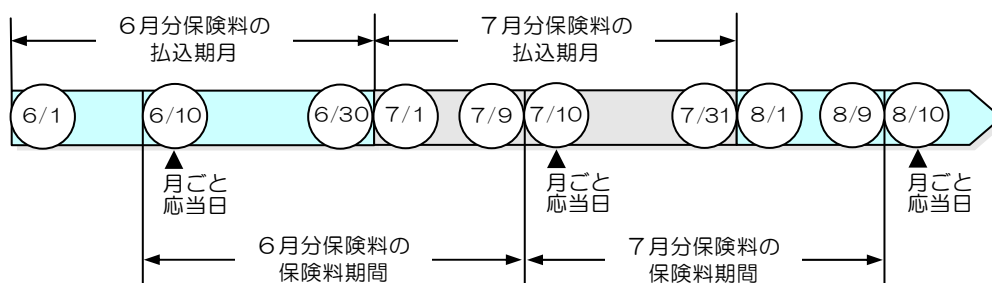 ６月分保険料の
払込期月
７月分保険料の
払込期月
６/１
６/１０
６/３０
７/１
７/９
７/１０
７/３１
８/１
８/９
８/１０
月ごと
応当日
月ごと
応当日
月ごと
応当日
６月分保険料の
保険料期間
７月分保険料の
保険料期間